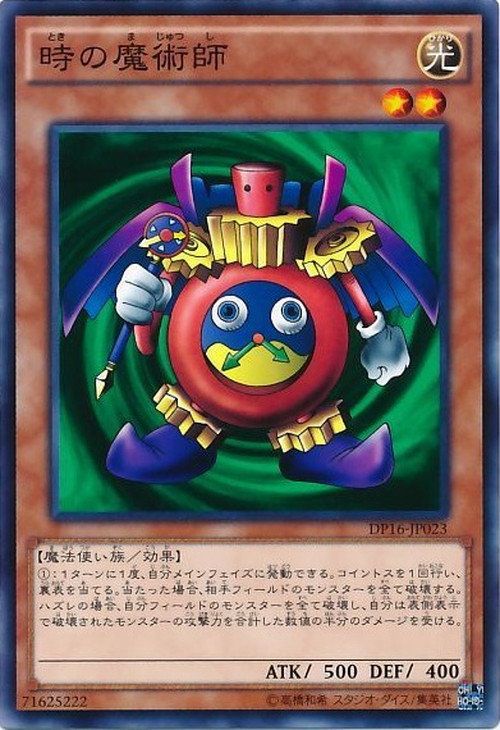 時の魔術師
光
DP16-JP023
【魔法使い族／効果】
①：1ターンに1度、自分メインフェイズに発動できる。コイントスを1回行い、
裏表を当てる。当たった場合、相手フィールドのモンスターを全て破壊する。
ハズレの場合、自分フィールドのモンスターを全て破壊し、自分は表側表示
で破壊されたモンスターの攻撃力を合計した数値の半分のダメージを受ける。
ATK/ 500 DEF/ 400
71625222
©高橋和希 スタジオ・ダイス/集英社